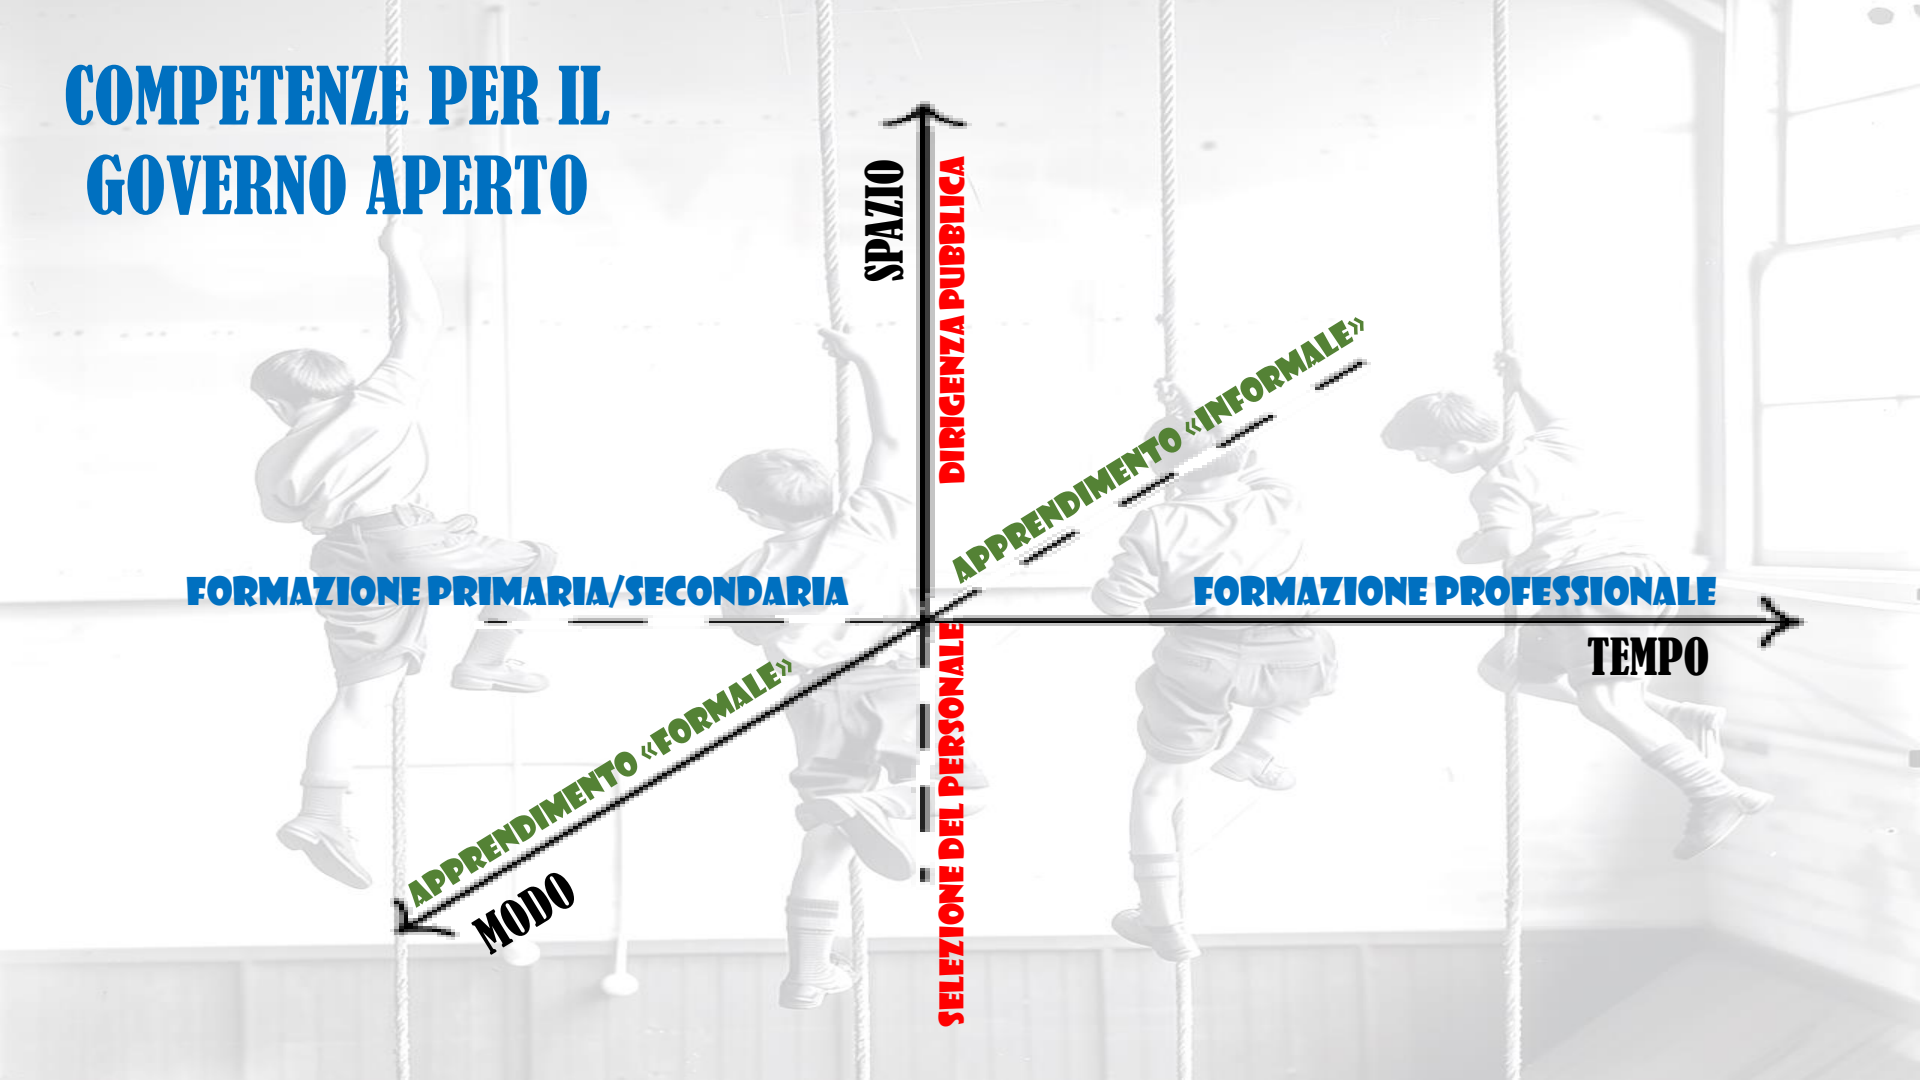 COMPETENZE PER IL
GOVERNO APERTO
SPAZIO
DIRIGENZA PUBBLICA
APPRENDIMENTO «INFORMALE»
FORMAZIONE PRIMARIA/SECONDARIA
FORMAZIONE PROFESSIONALE
TEMPO
SELEZIONE DEL PERSONALE
APPRENDIMENTO «FORMALE»
MODO